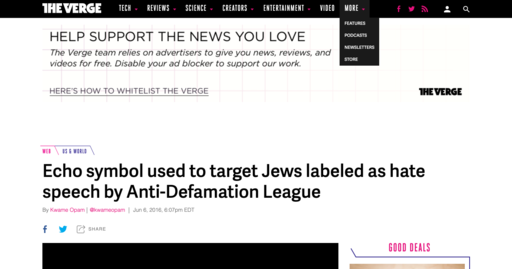 THE VERGE TECH REVIEWS SCIENCE CREATORS ENTERTAINMENT VIDEO MORE
FEATURES
PODCASTS
NEWSLETTERS
STORE
HELP SUPPORT THE NEWS YOU LOVE
The Verge team relies on advertisers to give you news, reviews, and
videos for free. Disable your ad blocker to support our work.
HERE'S HOW TO WHITELIST THE VERGE
THE VERGE
WEB US & WORLD
Echo symbol used to target Jews labeled as hate
speech by Anti-Defamation League
By Kwame Opam | @kwameopam | Jun 6, 2016, 6:07pm EDT
SHARE
GOOD DEALS